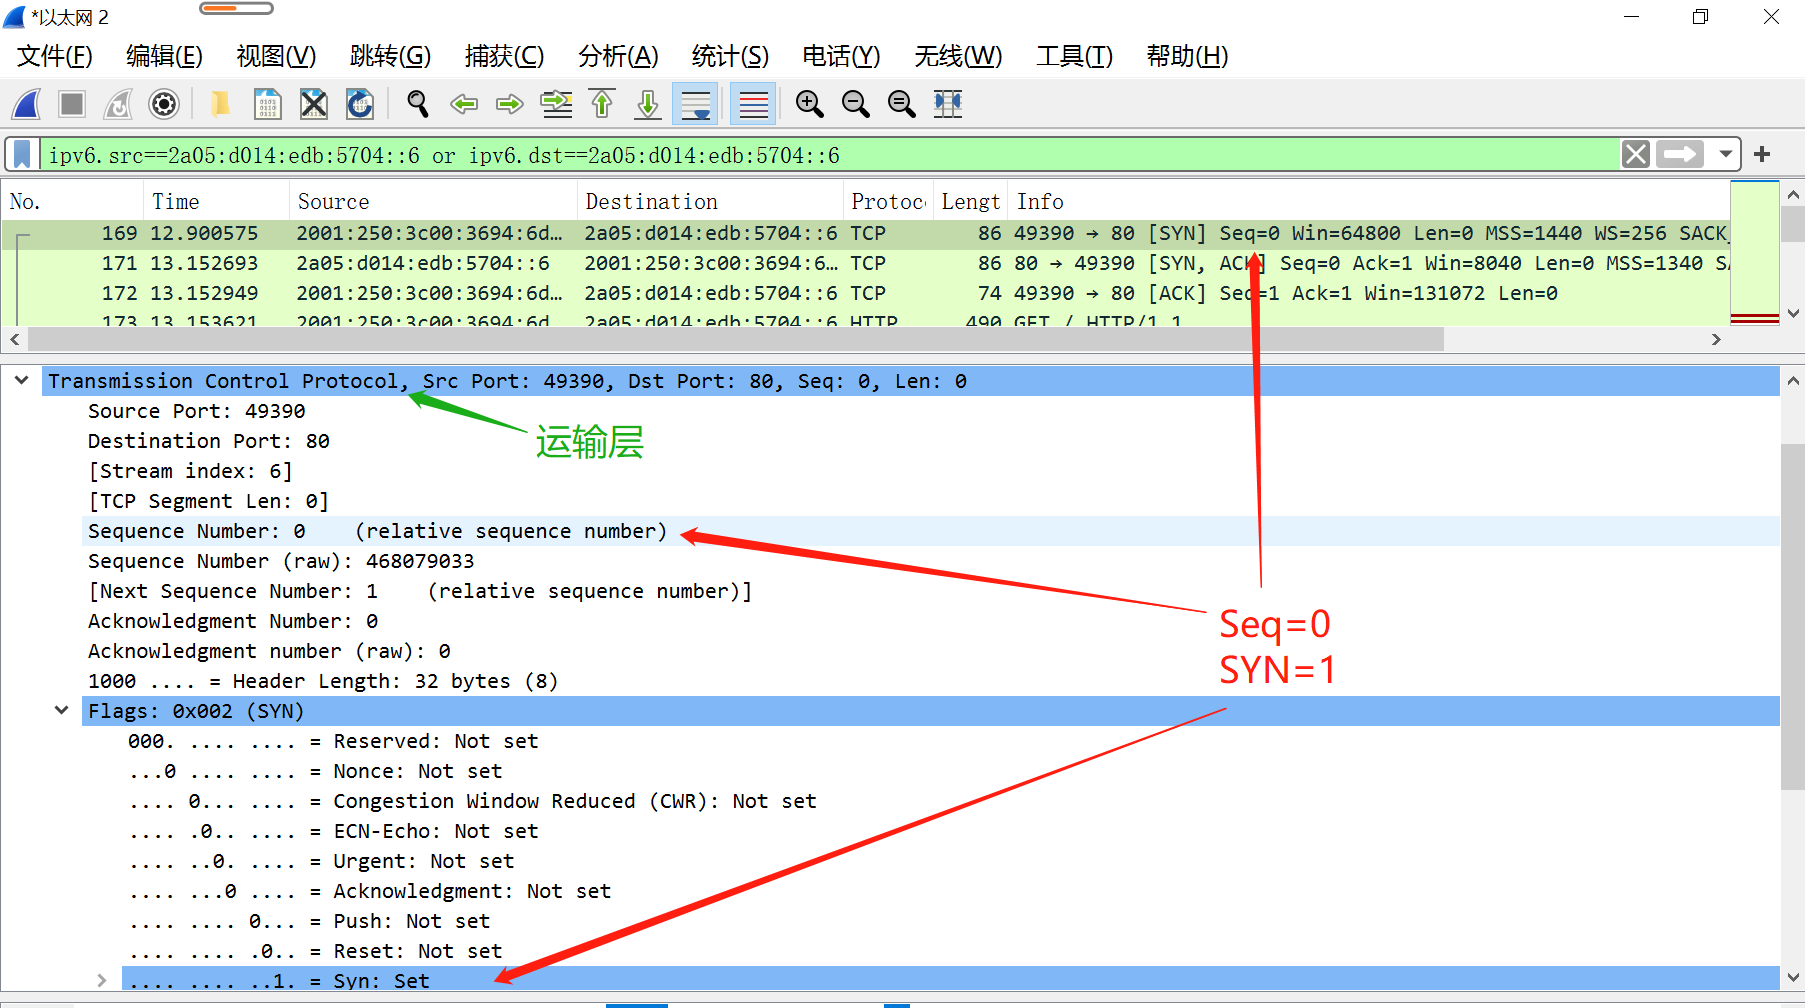 *以太网 2
文件(F) 编辑(E) 视图(V) 跳转(G) 捕获(C) 分析(A) 统计(S) 电话(Y) 无线(W) 工具(T) 帮助(H)
ipv6.src==2a05:d014:edb:5704::6 or ipv6.dst==2a05:d014:edb:5704::6
No. Time Source Destination Protoc Lengt Info
169 12.900575 2001:250:3c00:3694:6d… 2a05:d014:edb:5704::6 TCP 86 49390 → 80 [SYN] Seq=0 Win=64800 Len=0 MSS=1440 WS=256 SACK_
171 13.152693 2a05:d014:edb:5704::6 2001:250:3c00:3694:6… TCP 86 80 → 49390 [SYN, ACK] Seq=0 Ack=1 Win=8040 Len=0 MSS=1340 SA
172 13.152949 2001:250:3c00:3694:6d… 2a05:d014:edb:5704::6 TCP 74 49390 → 80 [ACK] Seq=1 Ack=1 Win=131072 Len=0
173 13.153621 2001:250:3c00:3694:6d 2a05:d014:edb:5704::6 HTTP 490 GET / HTTP/1.1
Transmission Control Protocol, Src Port: 49390, Dst Port: 80, Seq: 0, Len: 0
Source Port: 49390
Destination Port: 80
运输层
[Stream index: 6]
[TCP Segment Len: 0]
Sequence Number: 0 (relative sequence number)
Sequence Number (raw): 468079033
[Next Sequence Number: 1 (relative sequence number)]
Acknowledgment Number: 0
Seq=0
Acknowledgment number (raw): 0
SYN=1
1000 .... = Header Length: 32 bytes (8)
Flags: 0x002 (SYN)
000. .... .... = Reserved: Not set
...0 .... .... = Nonce: Not set
.... 0... .... = Congestion Window Reduced (CWR): Not set
.... .0.. .... = ECN-Echo: Not set
.... ..0. .... = Urgent: Not set
.... ...0 .... = Acknowledgment: Not set
.... .... 0... = Push: Not set
.... .... .0.. = Reset: Not set
.... .... ..1. = Syn: Set